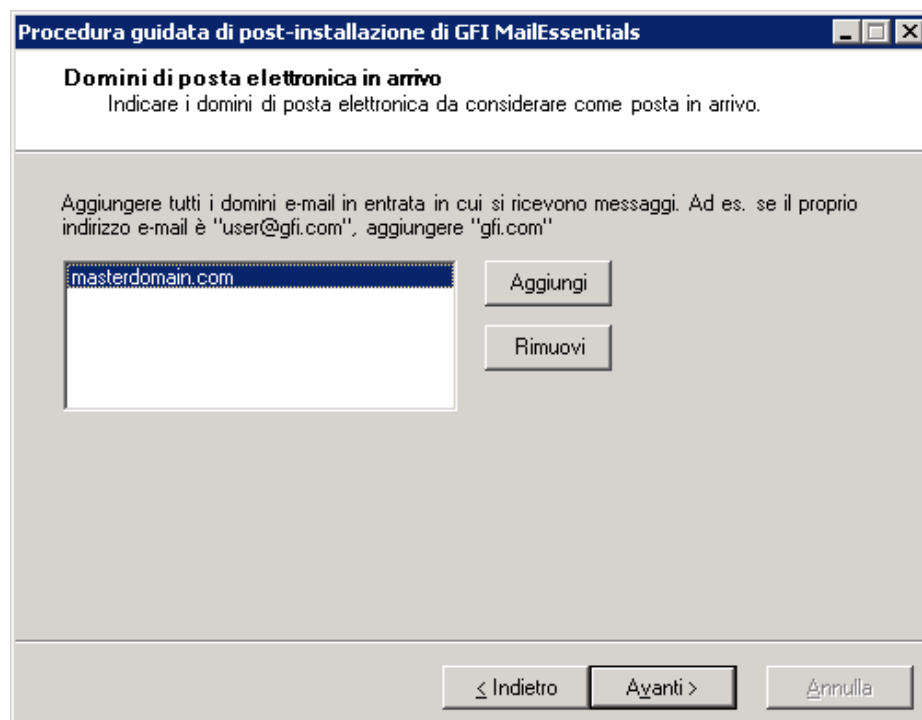 Procedura guidata di post-installazione di GFI MailEssentials
Domini di posta elettronica in arrivo
Indicare i domini di posta elettronica da considerare come posta in arrivo.
Aggiungere tutti i domini e-mail in entrata in cui si ricevono messaggi. Ad es. se il proprio
indirizzo e-mail è "user@gfi.com", aggiungere "gfi.com"
masterdomain.com
Aggiungi
Rimuovi
< Indietro
Avanti >
Annulla